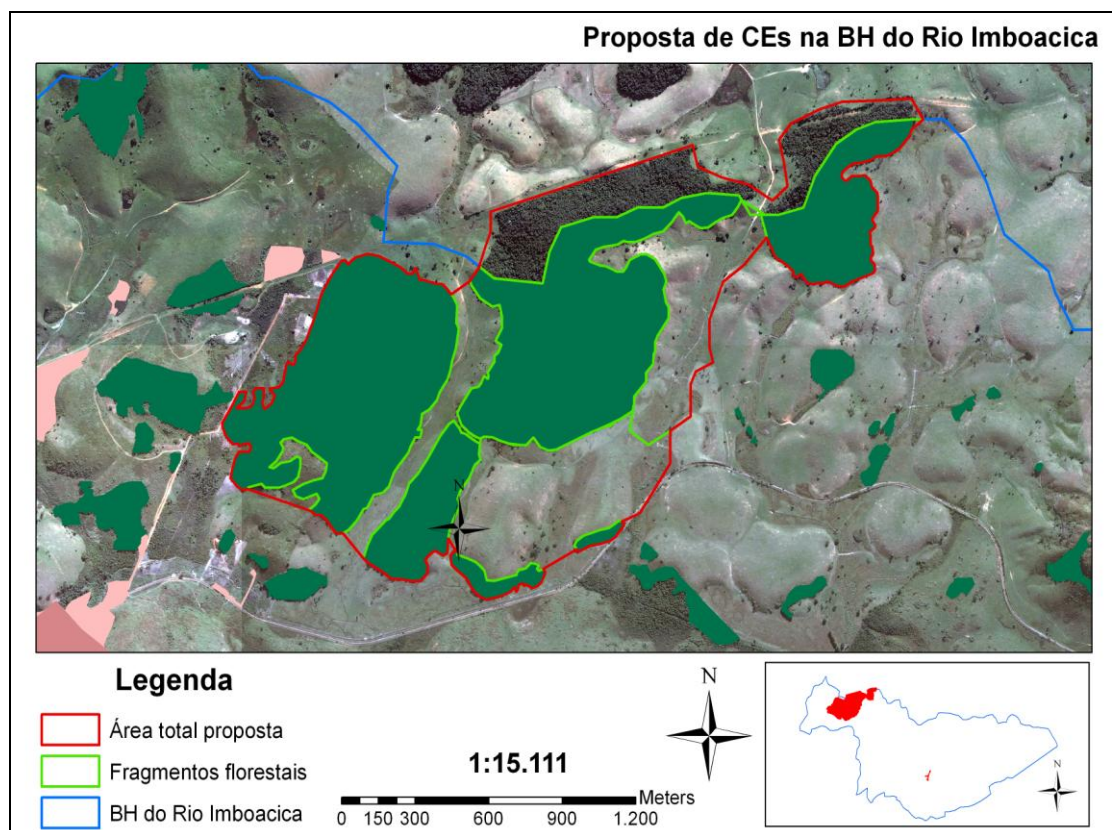 Proposta de CEs na BH do Rio Imboacica
N
Legenda
Área total proposta
Fragmentos florestais
BH do Rio Imboacica
N
1:15.111
Meters
0 150 300 600 900 1.200
N